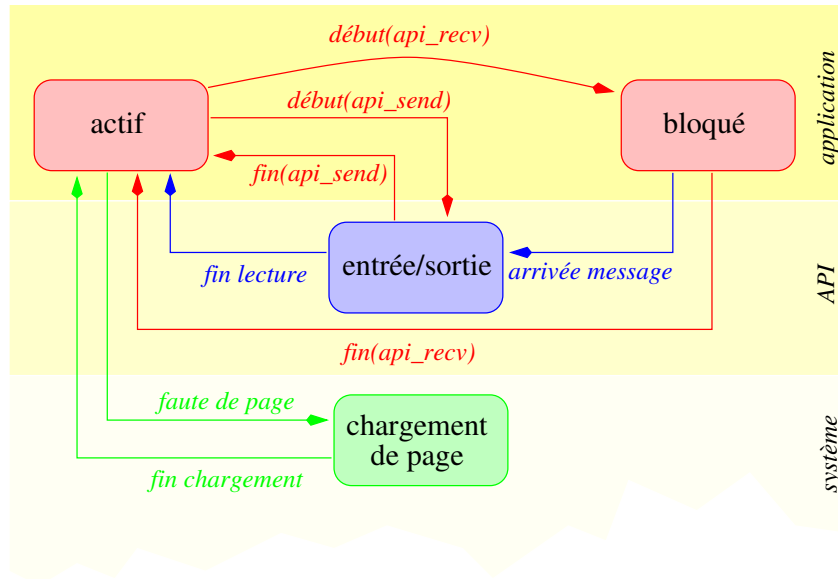 début(api_recv)
actif
début(api_send)
bloqué
application
fin(api_send)
entrée/sortie
fin lecture
arrivée message
API
fin(api_recv)
faute de page
chargement
de page
fin chargement
système